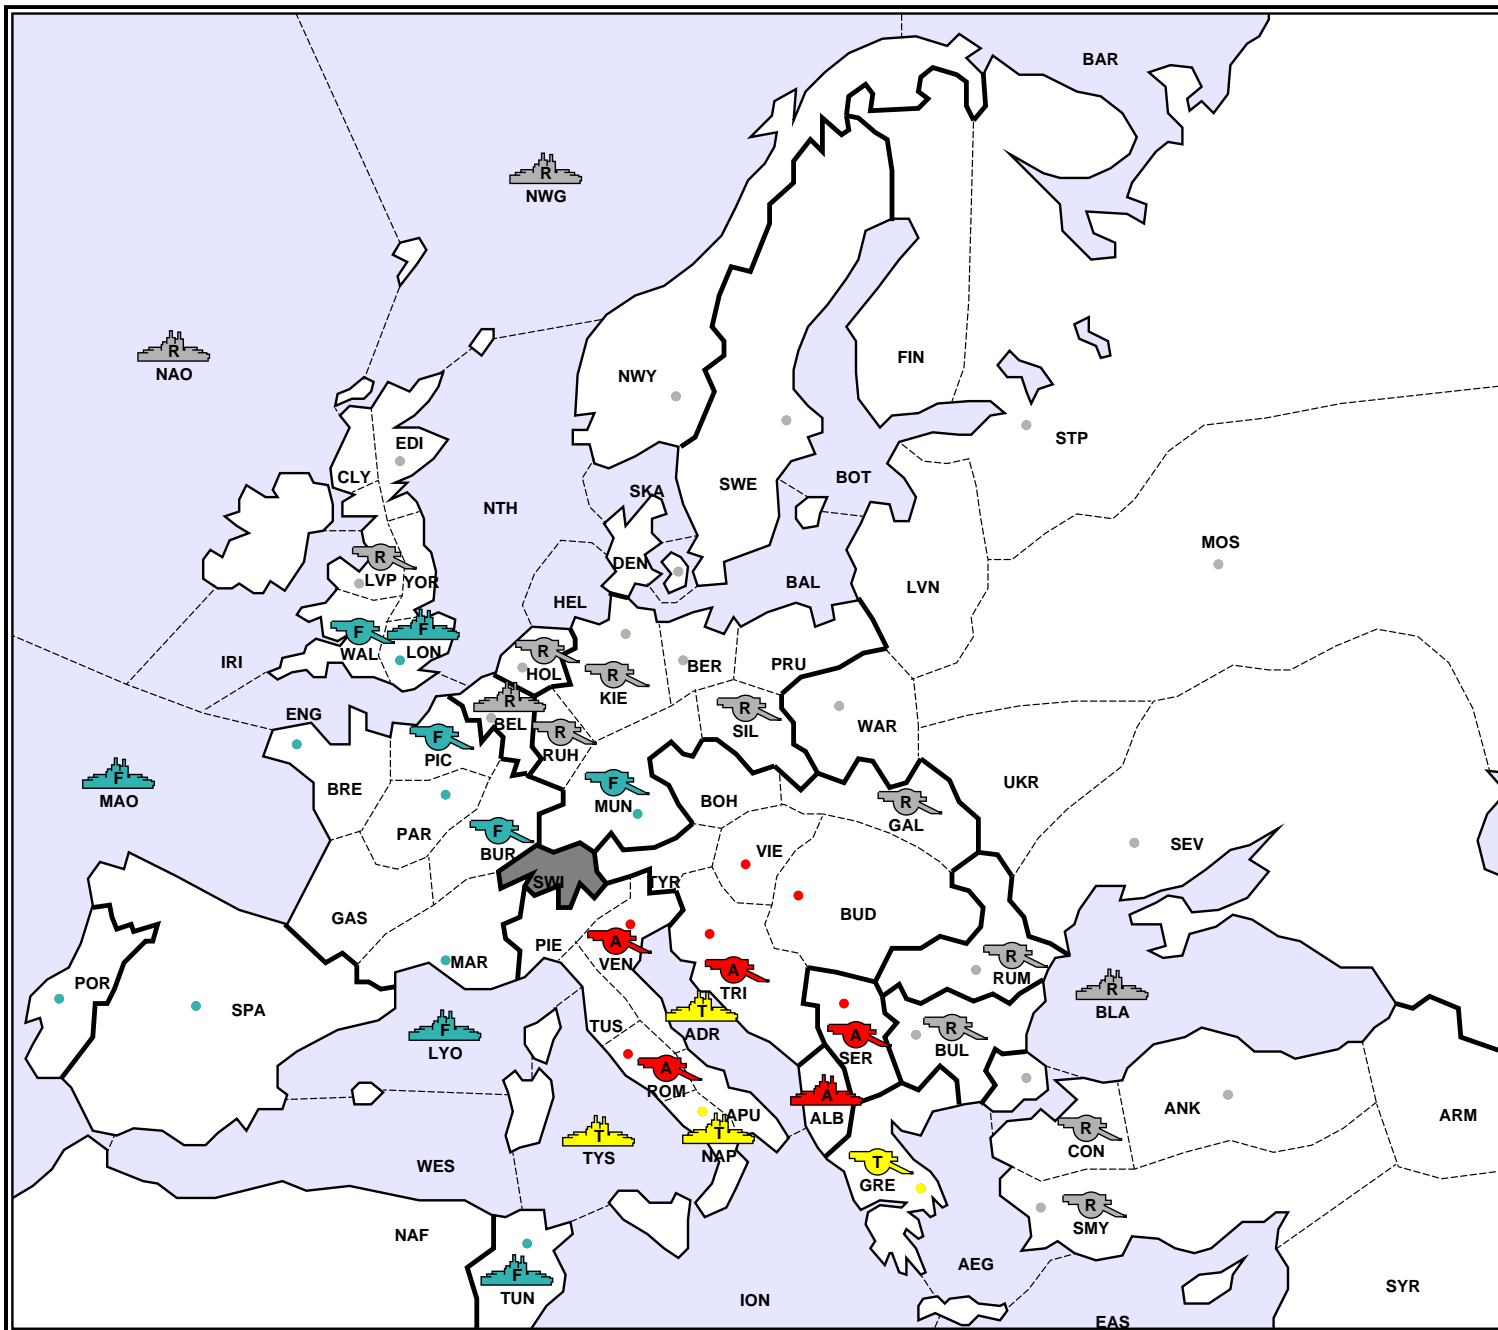 BAR
R
NWG
R
NAO
FIN
NWY
EDI
STP
CLY
SKA
SWE
BOT
NTH
MOS
R
LVP
YOR
DEN
BAL
LVN
HEL
F
WAL
F
LON
IRI
R
HOL
R
KIE
BER
PRU
R
BEL
R
SIL
WAR
ENG
F
PIC
R
RUH
F
MAO
BRE
F
MUN
BOH
R
GAL
UKR
PAR
F
BUR
VIE
SEV
SWI
TYR
BUD
GAS
PIE
A
VEN
MAR
A
TRI
R
RUM
POR
SPA
R
BLA
F
LYO
TUS
T
ADR
A
SER
R
BUL
A
ROM
A
ALB
APU
ANK
ARM
T
TYS
T
NAP
R
CON
WES
T
GRE
R
SMY
NAF
F
TUN
AEG
ION
SYR
EAS